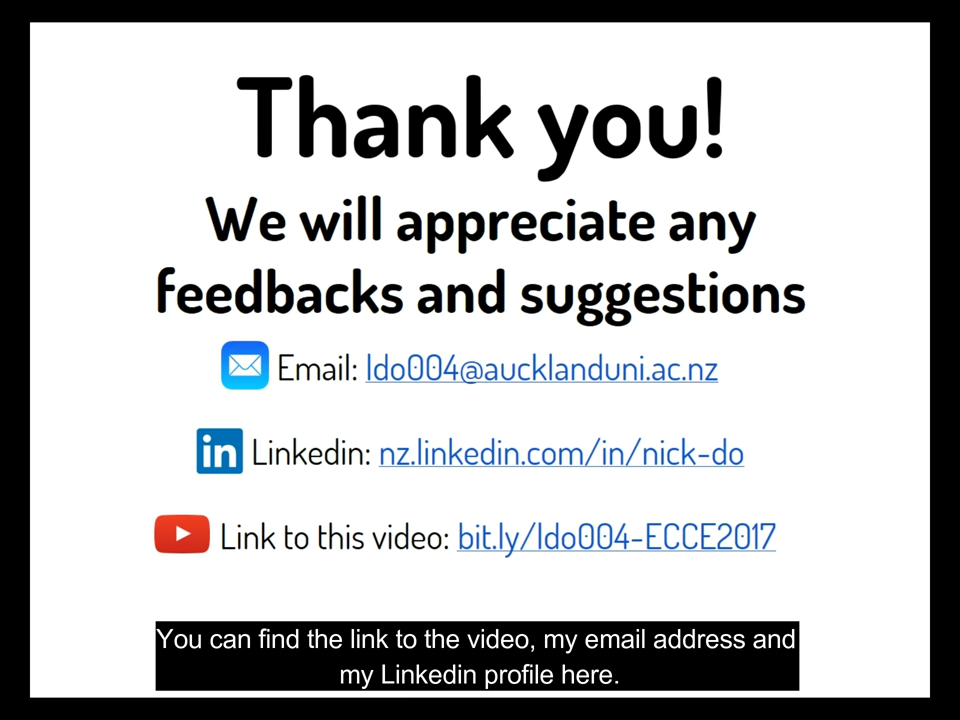 Thank you!
We will appreciate any
feedbacks and suggestions
Email: ldo004@aucklanduni.ac.nz
in Linkedin: nz.linkedin.com/in/nick-do
Link to this video: bit.ly/ldo004-ECCE2017
You can find the link to the video, my email address and
my Linkedin profile here.